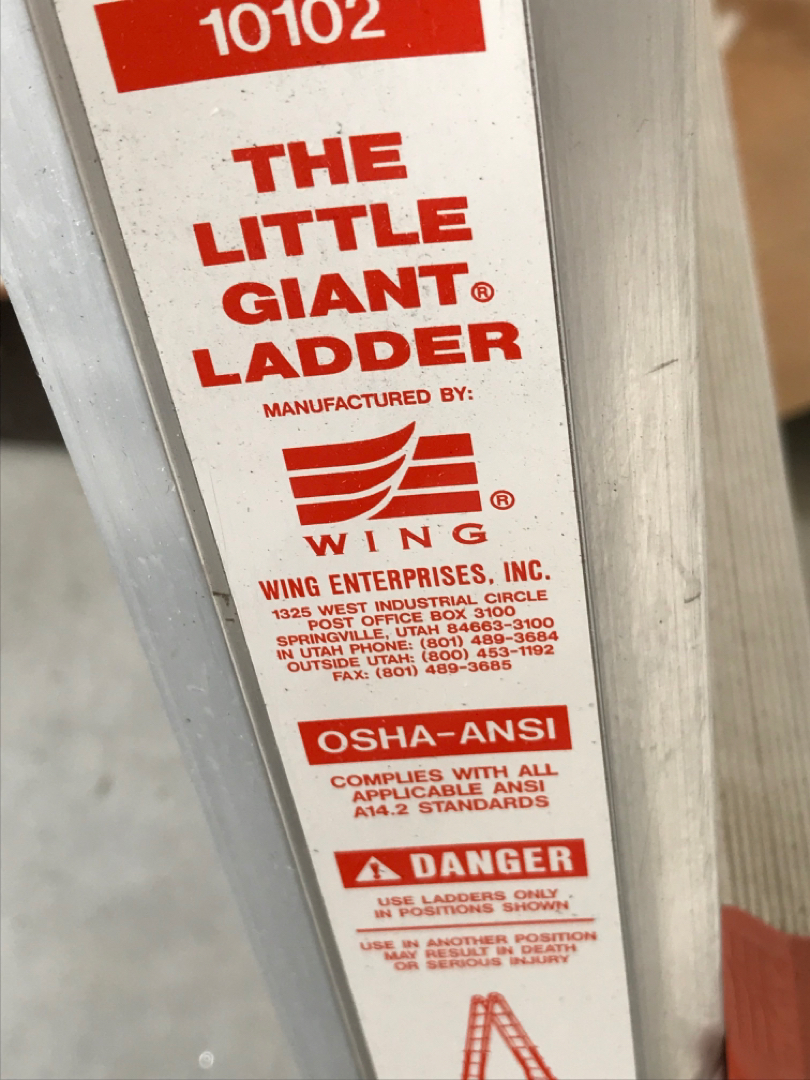 10102
THE
LITTLE
GIANT®
LADDER
MANUFACTURED BY:
®
WING
WING ENTERPRISES, INC.
1325 WEST INDUSTRIAL CIRCLE
POST OFFICE BOX 3100
SPRINGVILLE, UTAH 84663-3100
IN UTAH PHONE: (801) 489-3684
OUTSIDE UTAH: (800) 453-1192
FAX: (801) 489-3685
OSHA-ANSI
COMPLIES WITH ALL
APPLICABLE ANSI
A14.2 STANDARDS
DANGER
USE LADDERS ONLY
IN POSITIONS SHOWN
USE IN ANOTHER POSITION
MAY RESULT IN DEATH
OR SERIOUS INJURY